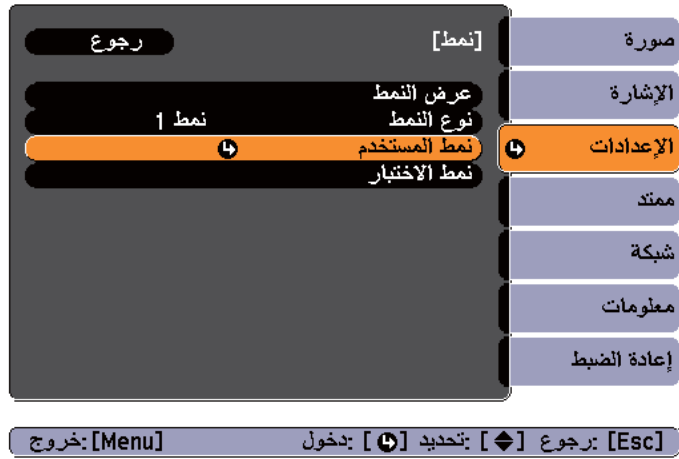 صورة
الإشارة
الإعدادات
ممتد
شبكة
معلومات
إعادة الضبط
[نمط] رجوع
عرض النمط
نوع النمط نمط 1
نمط المستخدم
نمط الاختبار
[Esc] :رجوع [ ] :تحديد [ ] :دخول [Menu] :خروج